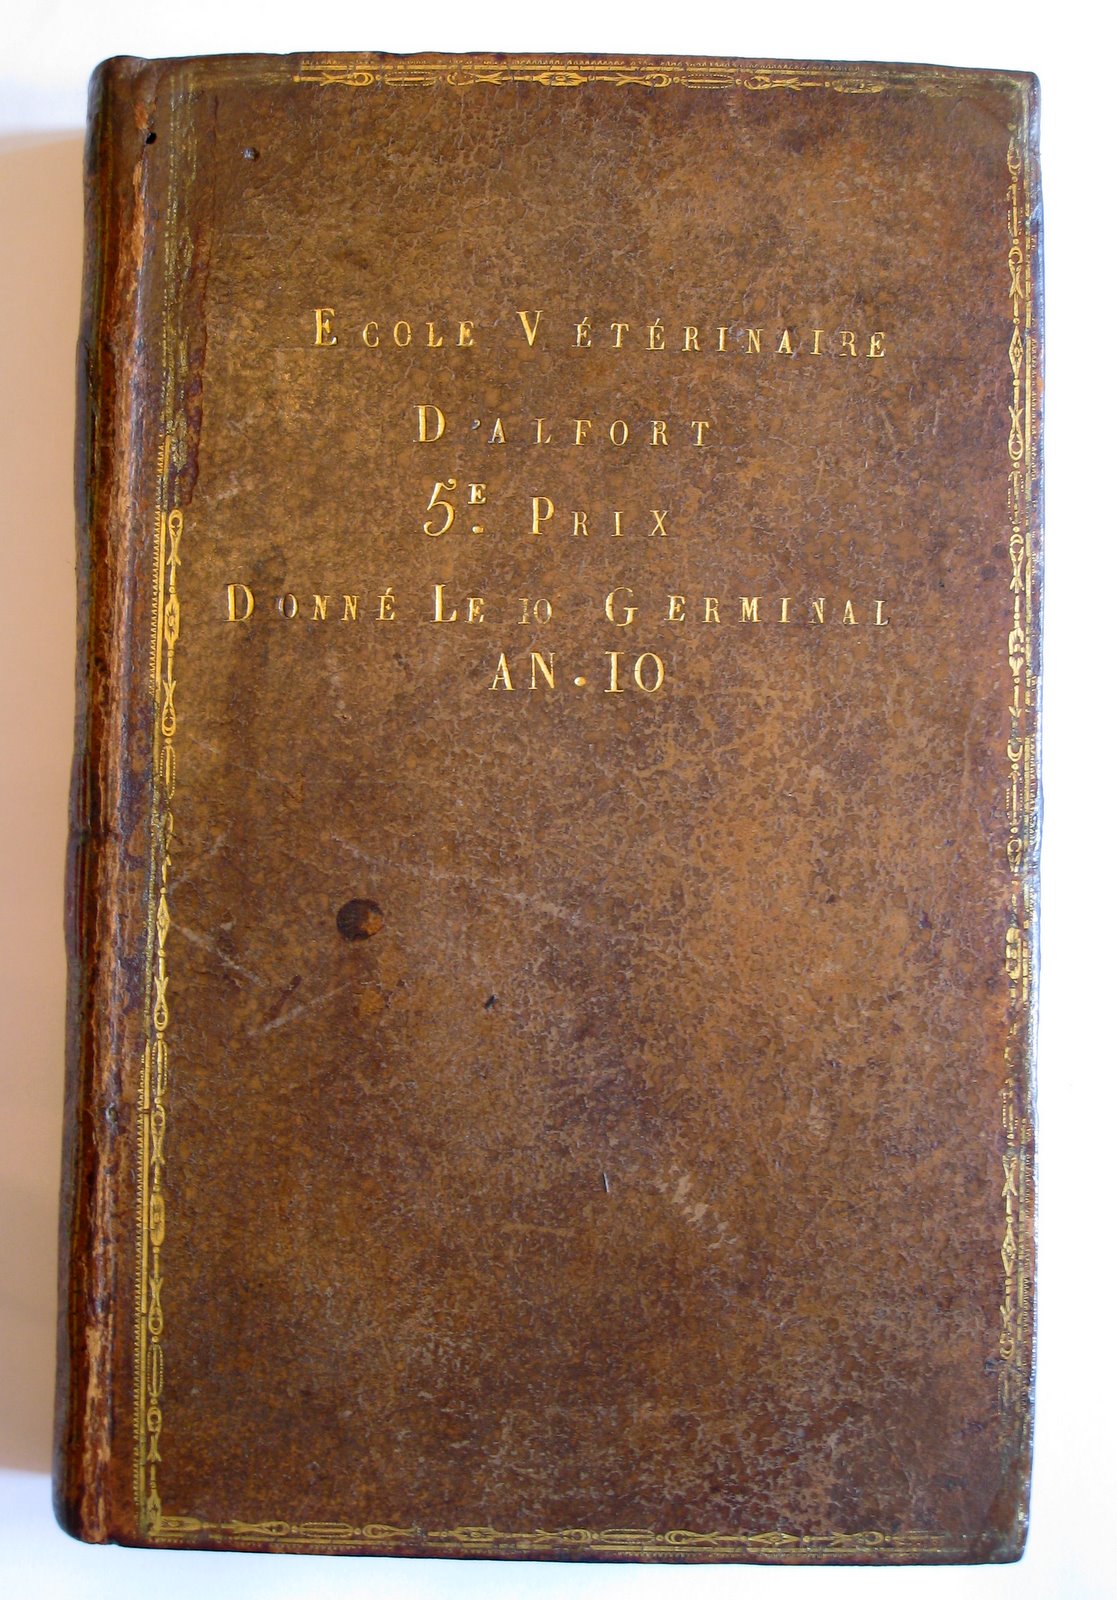 ECOLE VÉTÉRINAIRE
D'ALFORT
5E. PRIX
DONNÉ LE 10 GERMINAL
AN. 10